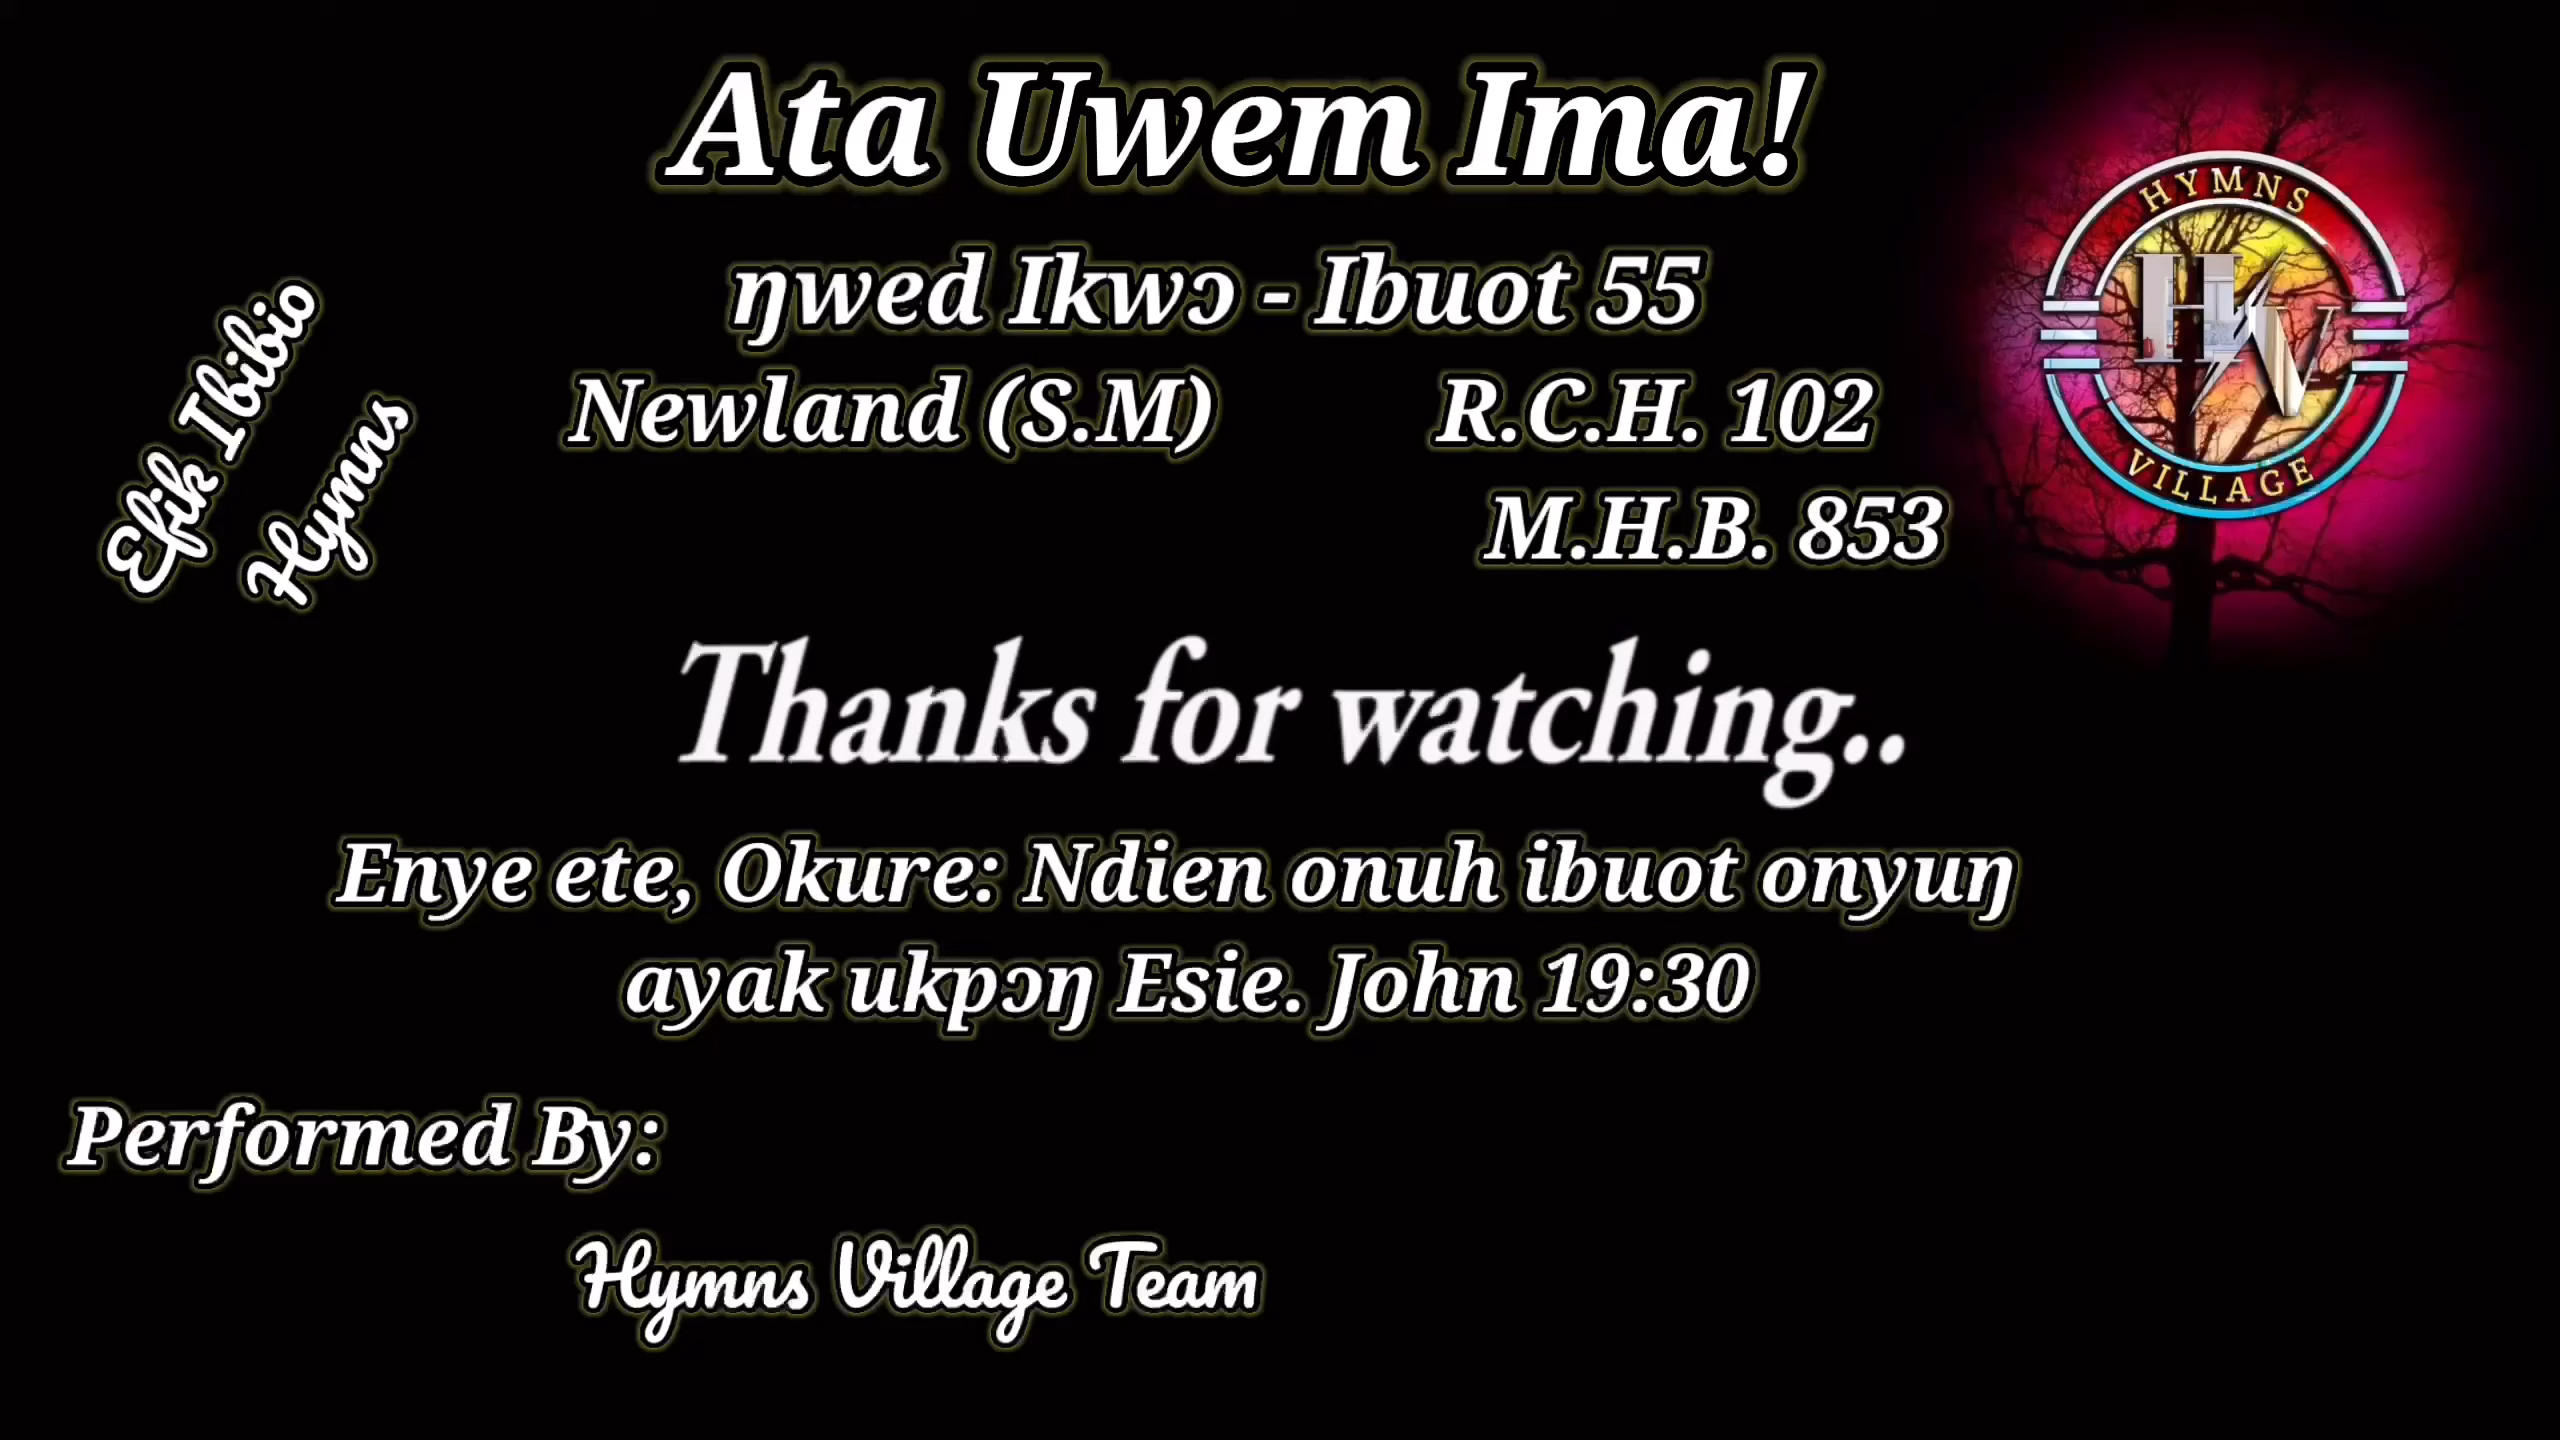 Ata Uwem Ima!
ŋwed Ikwɔ - Ibuot 55
Newland (S.M) R.C.H. 102
M.H.B. 853
Efik Ibibio
Hymns
HYMNS
HV
VILLAGE
Thanks for watching..
Enye ete, Okure: Ndien onuh ibuot onyuŋ
ayak ukpɔŋ Esie. John 19:30
Performed By:
Hymns Village Team